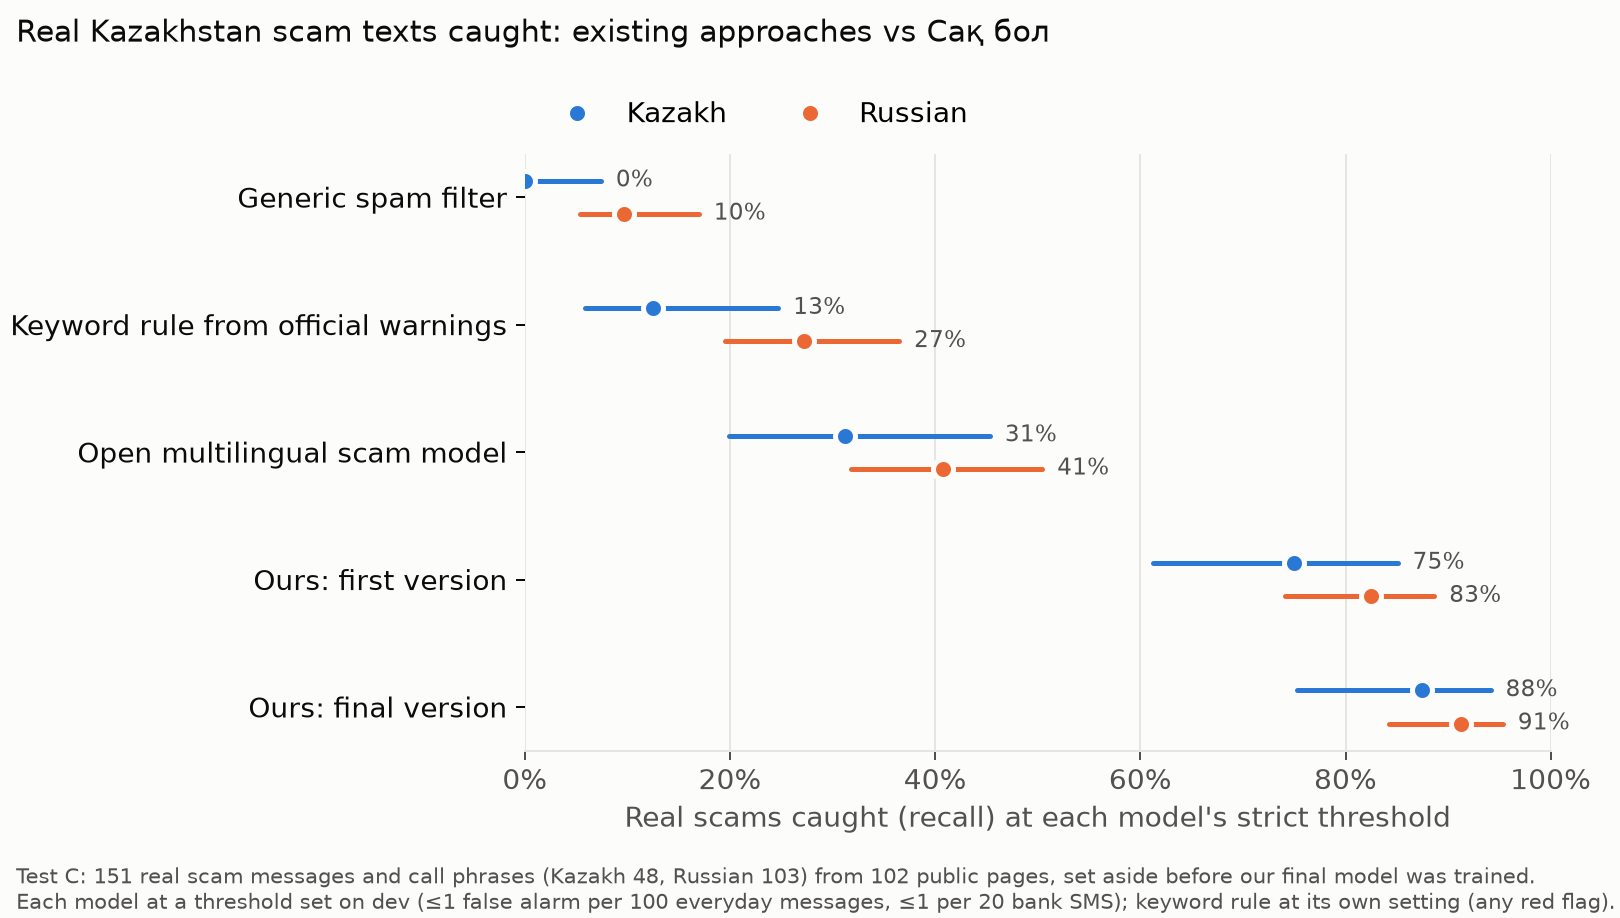 Real Kazakhstan scam texts caught: existing approaches vs Сақ бол
Kazakh
Russian
Generic spam filter
0%
10%
Keyword rule from official warnings
13%
27%
Open multilingual scam model
31%
41%
Ours: first version
75%
83%
Ours: final version
88%
91%
0% 20% 40% 60% 80% 100%
Real scams caught (recall) at each model's strict threshold
Test C: 151 real scam messages and call phrases (Kazakh 48, Russian 103) from 102 public pages, set aside before our final model was trained.
Each model at a threshold set on dev (≤1 false alarm per 100 everyday messages, ≤1 per 20 bank SMS); keyword rule at its own setting (any red flag).